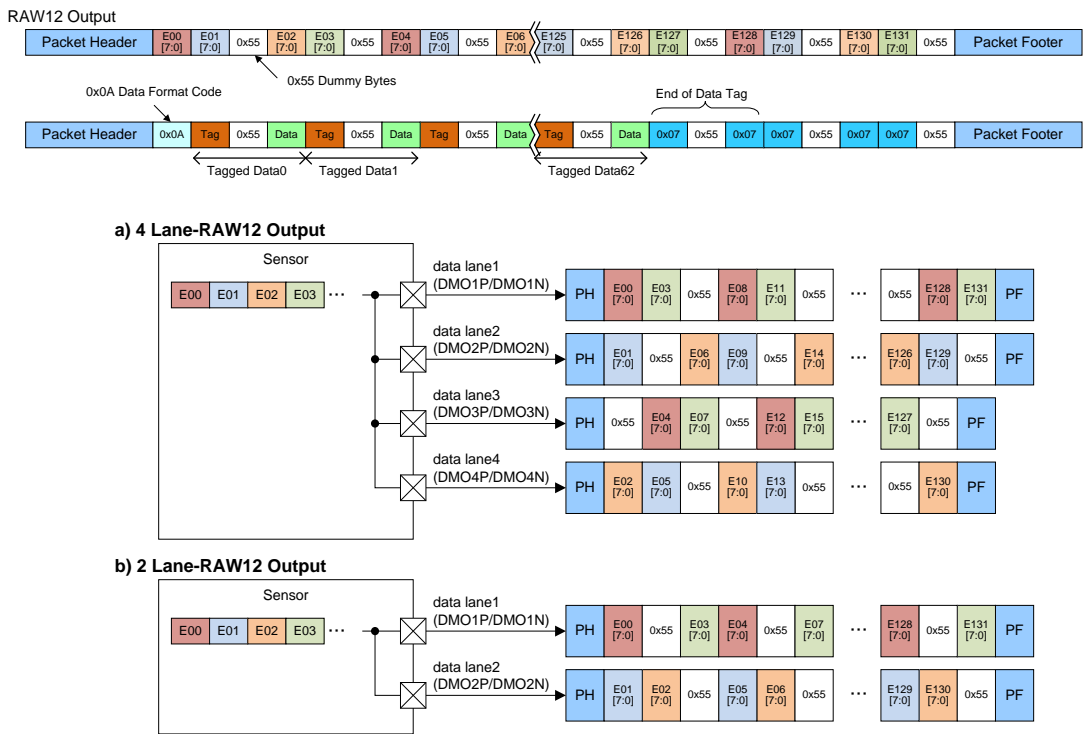 RAW12 Output
Packet Header E00 [7:0] E01 [7:0] 0x55 E02 [7:0] E03 [7:0] 0x55 E04 [7:0] E05 [7:0] 0x55 E06 [7:0] E125 [7:0] 0x55 E126 [7:0] E127 [7:0] 0x55 E128 [7:0] E129 [7:0] 0x55 E130 [7:0] E131 [7:0] 0x55 Packet Footer
0x55 Dummy Bytes
0x0A Data Format Code
End of Data Tag
Packet Header 0x0A Tag 0x55 Data Tag 0x55 Data Tag 0x55 Data Tag 0x55 Data 0x07 0x55 0x07 0x07 0x55 0x07 0x07 0x55 Packet Footer
Tagged Data0 Tagged Data1 Tagged Data62
a) 4 Lane-RAW12 Output
Sensor
E00 E01 E02 E03 ···
data lane1
(DMO1P/DMO1N)
PH E00 [7:0] E03 [7:0] 0x55 E08 [7:0] E11 [7:0] 0x55 ··· 0x55 E128 [7:0] E131 [7:0] PF
data lane2
(DMO2P/DMO2N)
PH E01 [7:0] 0x55 E06 [7:0] E09 [7:0] 0x55 E14 [7:0] ··· E126 [7:0] E129 [7:0] 0x55 PF
data lane3
(DMO3P/DMO3N)
PH 0x55 E04 [7:0] E07 [7:0] 0x55 E12 [7:0] E15 [7:0] ··· E127 [7:0] 0x55 PF
data lane4
(DMO4P/DMO4N)
PH E02 [7:0] E05 [7:0] 0x55 E10 [7:0] E13 [7:0] 0x55 ··· 0x55 E130 [7:0] PF
b) 2 Lane-RAW12 Output
Sensor
E00 E01 E02 E03 ···
data lane1
(DMO1P/DMO1N)
PH E00 [7:0] 0x55 E03 [7:0] E04 [7:0] 0x55 E07 [7:0] ··· E128 [7:0] 0x55 E131 [7:0] PF
data lane2
(DMO2P/DMO2N)
PH E01 [7:0] E02 [7:0] 0x55 E05 [7:0] E06 [7:0] 0x55 ··· E129 [7:0] E130 [7:0] 0x55 PF